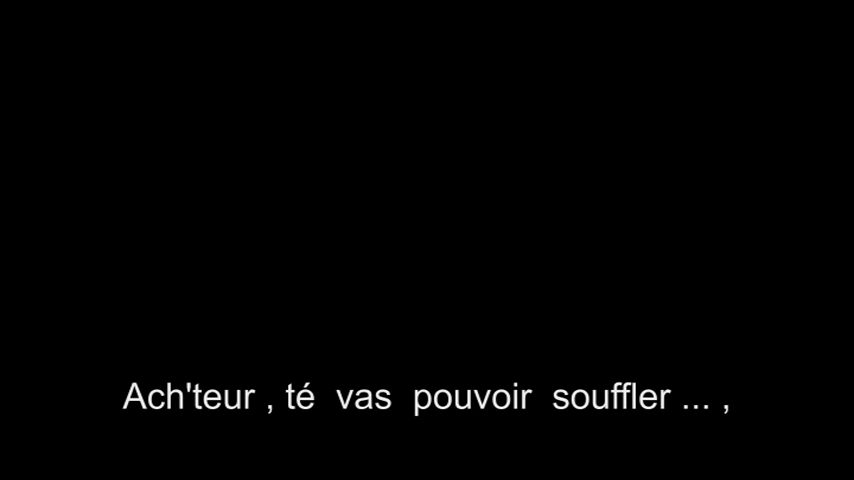 Ach'teur , té vas pouvoir souffler ... ,